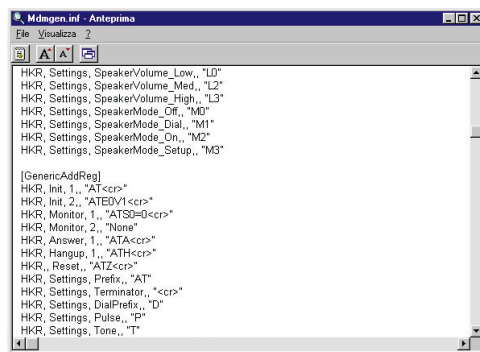 Mdmgen.inf - Anteprima
File Visualizza ?
A A
HKR, Settings, SpeakerVolume_Low,, "L0"
HKR, Settings, SpeakerVolume_Med,, "L2"
HKR, Settings, SpeakerVolume_High,, "L3"
HKR, Settings, SpeakerMode_Off,, "M0"
HKR, Settings, SpeakerMode_Dial,, "M1"
HKR, Settings, SpeakerMode_On,, "M2"
HKR, Settings, SpeakerMode_Setup,, "M3"
[GenericAddReg]
HKR, Init, 1,, "AT<cr>"
HKR, Init, 2,, "ATE0V1<cr>"
HKR, Monitor, 1,, "ATS0=0<cr>"
HKR, Monitor, 2,, "None"
HKR, Answer, 1,, "ATA<cr>"
HKR, Hangup, 1,, "ATH<cr>"
HKR,, Reset,, "ATZ<cr>"
HKR, Settings, Prefix,, "AT"
HKR, Settings, Terminator,, "<cr>"
HKR, Settings, DialPrefix,, "D"
HKR, Settings, Pulse,, "P"
HKR, Settings, Tone,, "T"